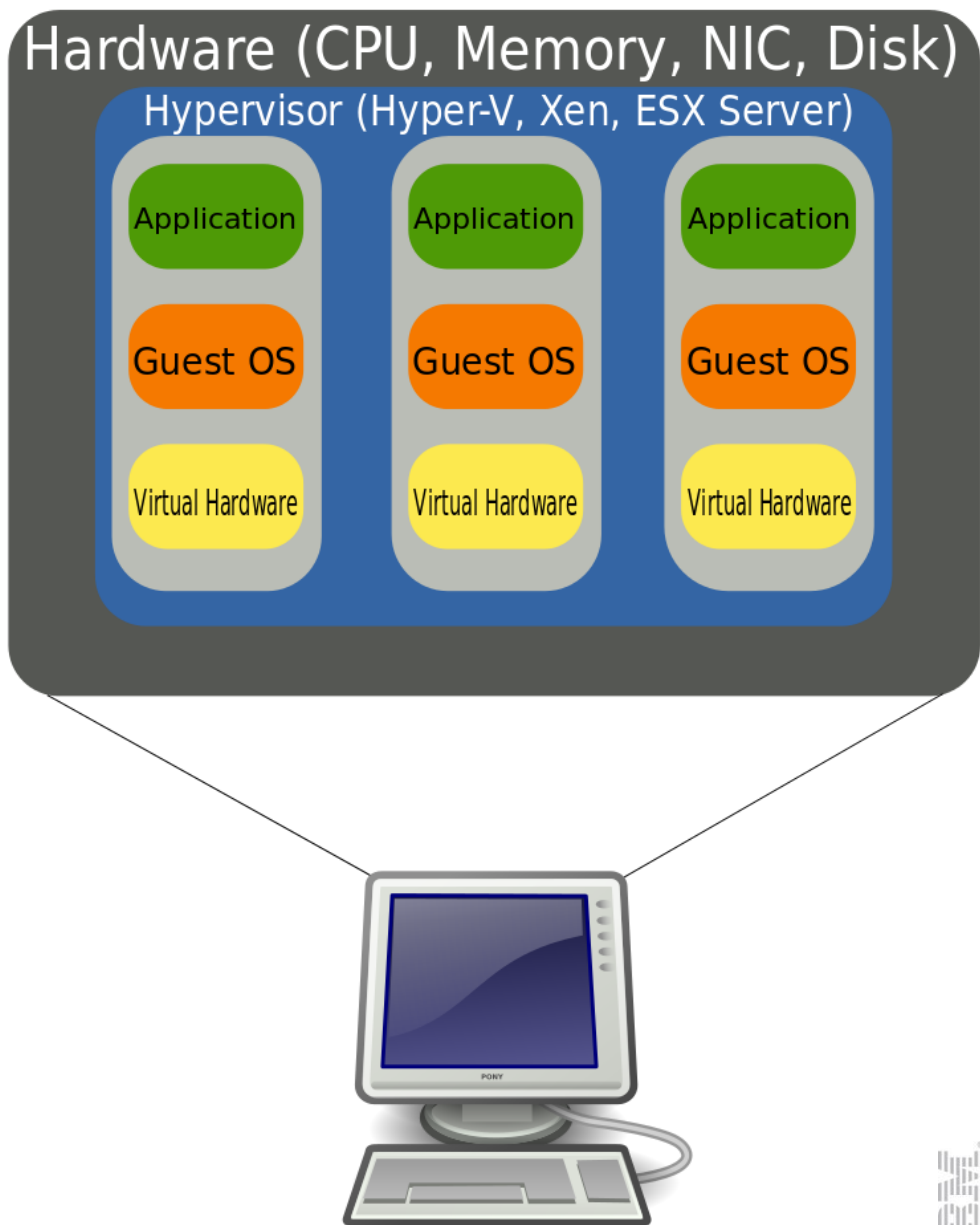 Hardware (CPU, Memory, NIC, Disk)
Hypervisor (Hyper-V, Xen, ESX Server)
Application
Application
Application
Guest OS
Guest OS
Guest OS
Virtual Hardware
Virtual Hardware
Virtual Hardware
PONY
IBM